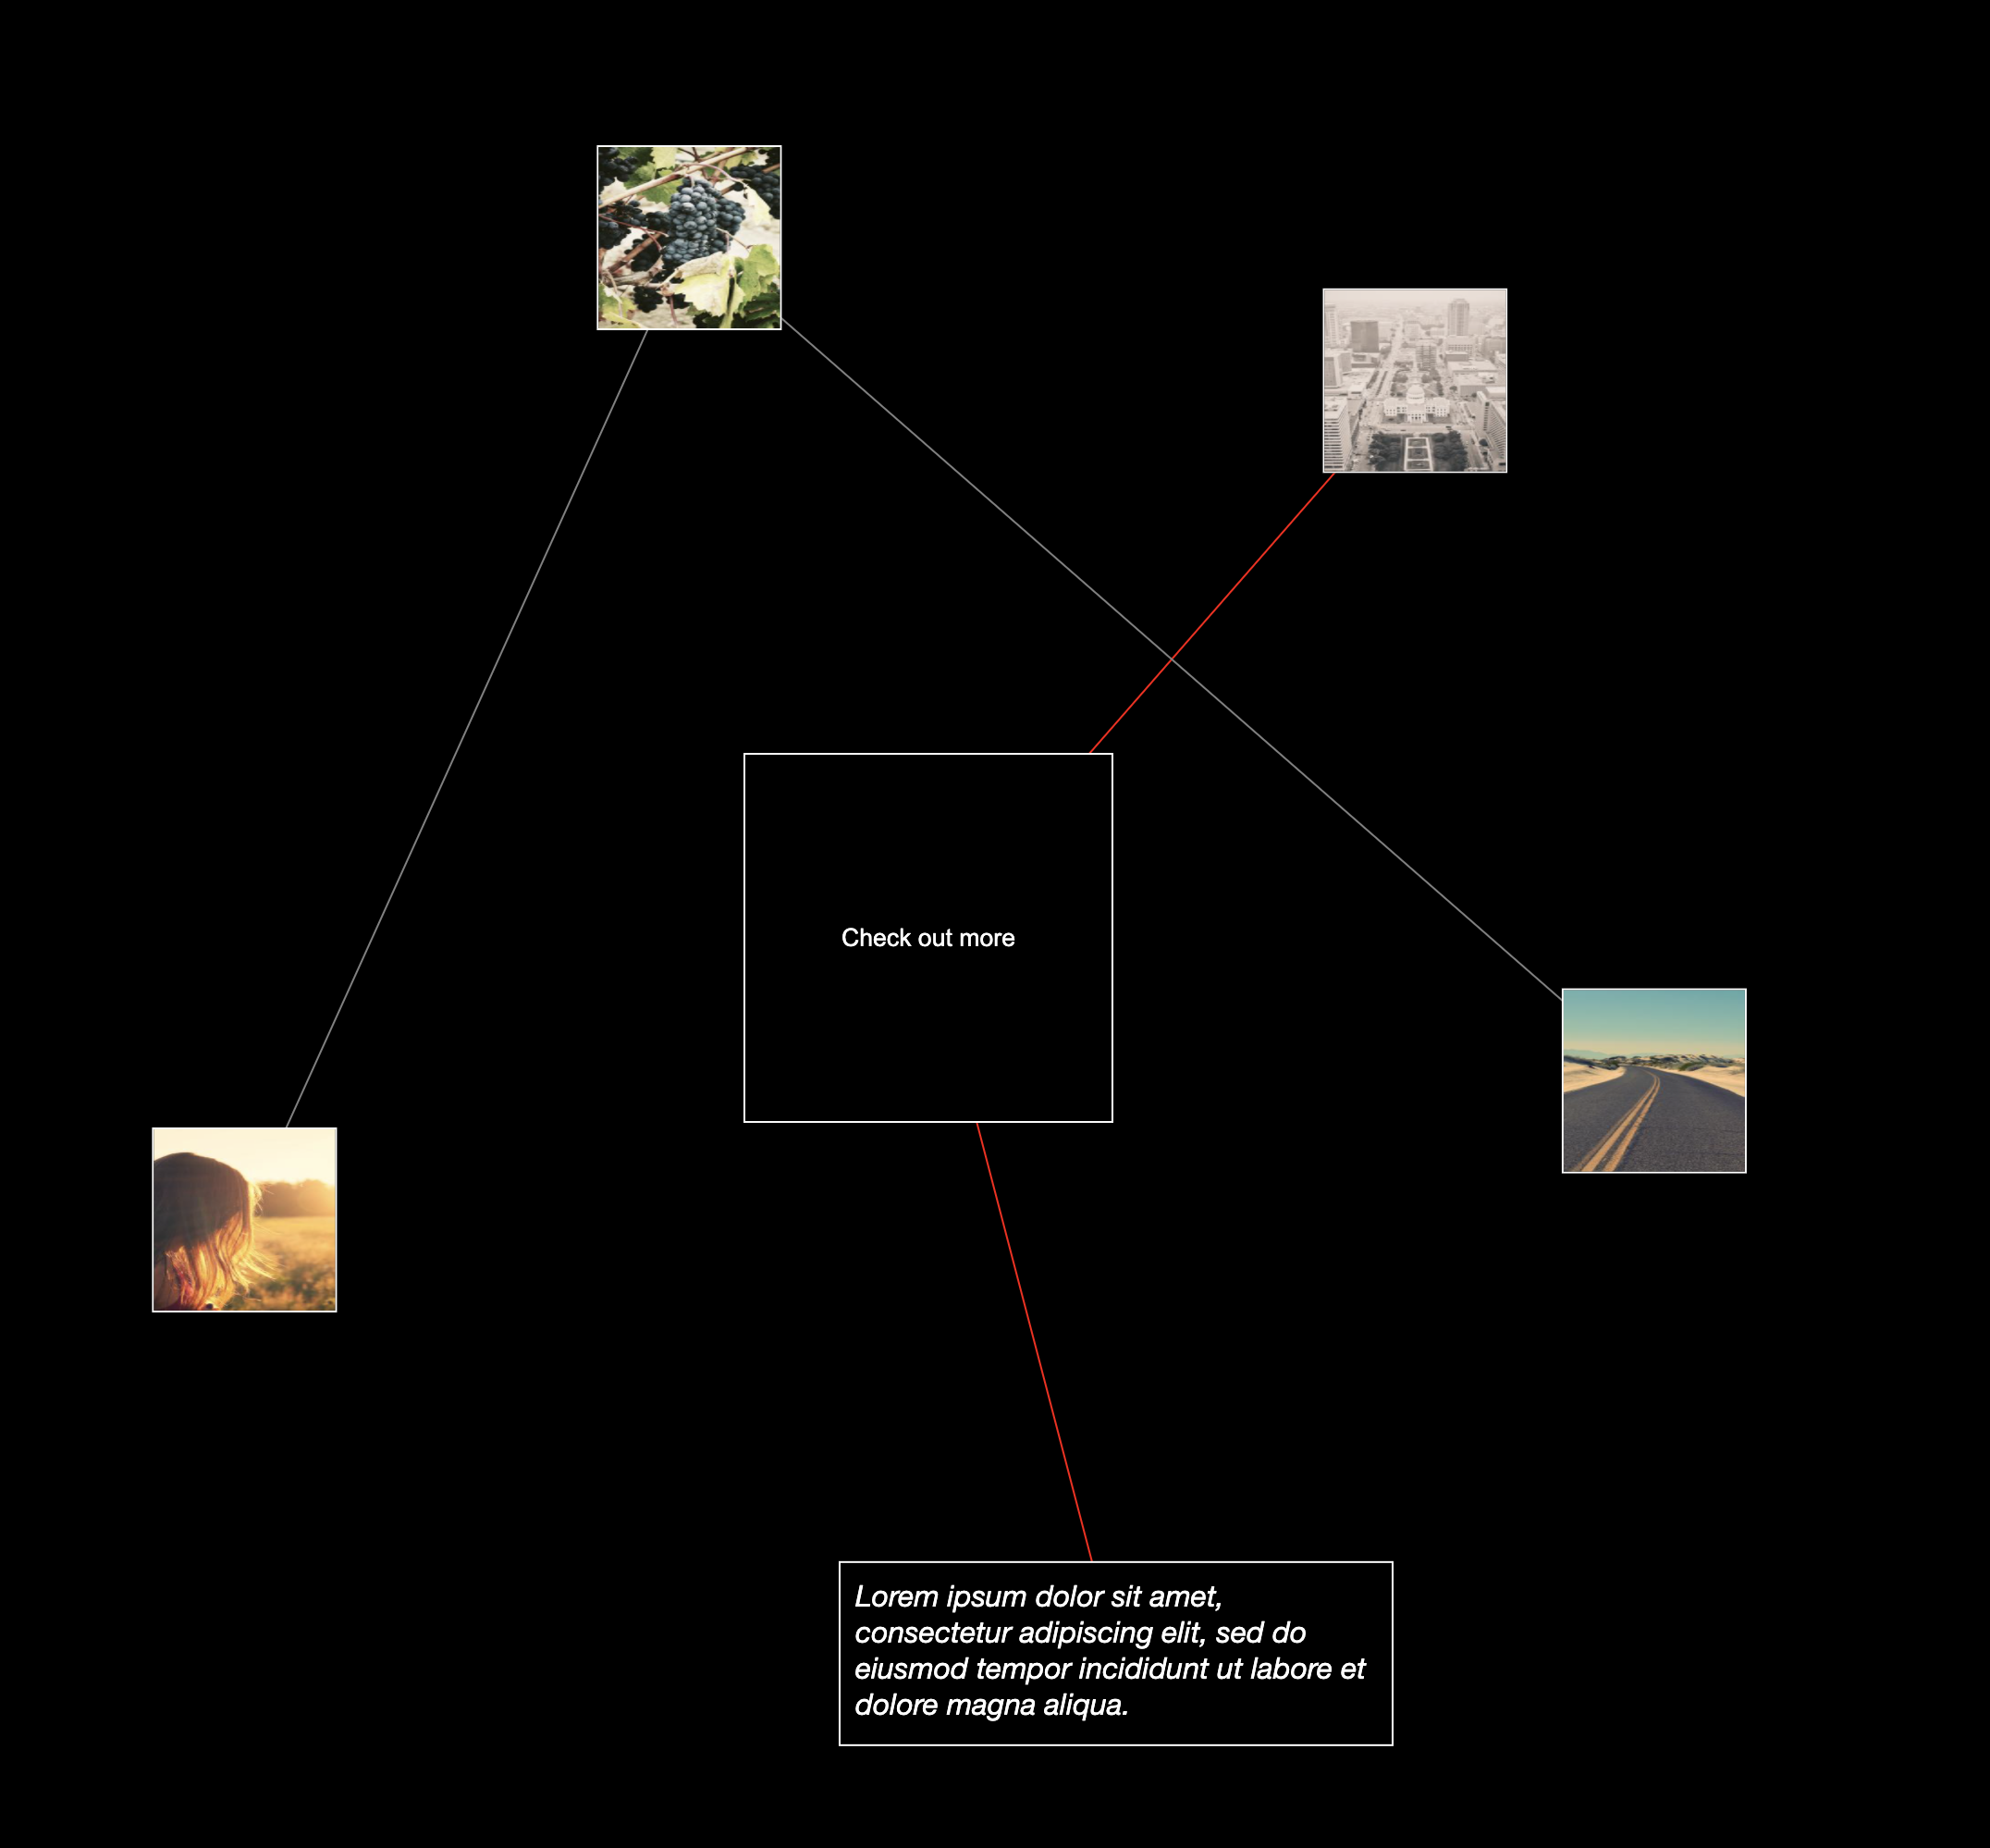 Check out more
Lorem ipsum dolor sit amet,
consectetur adipiscing elit, sed do
eiusmod tempor incididunt ut labore et
dolore magna aliqua.